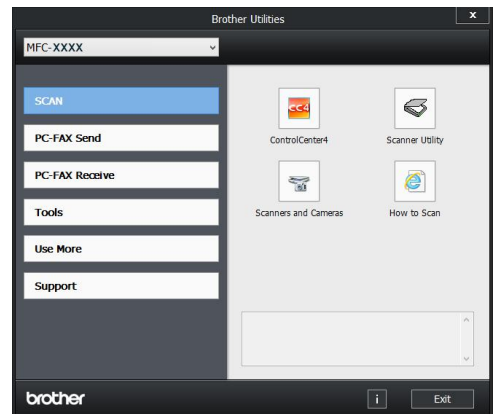 Brother Utilities
x
MFC-XXXX
SCAN
PC-FAX Send
PC-FAX Receive
Tools
Use More
Support
CC4
ControlCenter4
Scanner Utility
Scanners and Cameras
How to Scan
brother
i
Exit